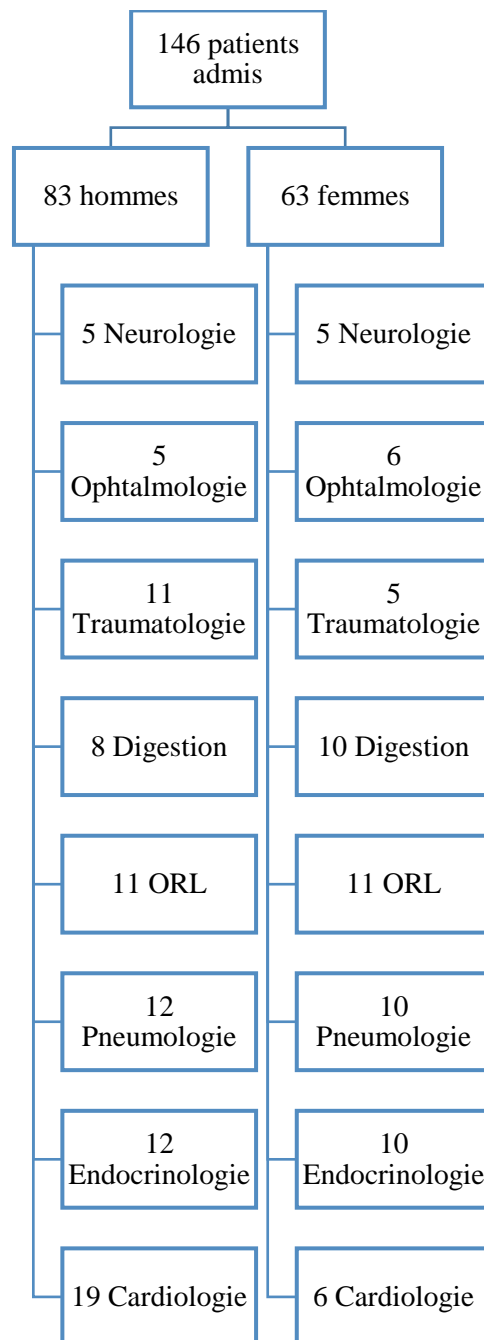 146 patients
admis
83 hommes
63 femmes
5 Neurologie
5 Neurologie
5
Ophtalmologie
6
Ophtalmologie
11
Traumatologie
5
Traumatologie
8 Digestion
10 Digestion
11 ORL
11 ORL
12
Pneumologie
10
Pneumologie
12
Endocrinologie
10
Endocrinologie
19 Cardiologie
6 Cardiologie